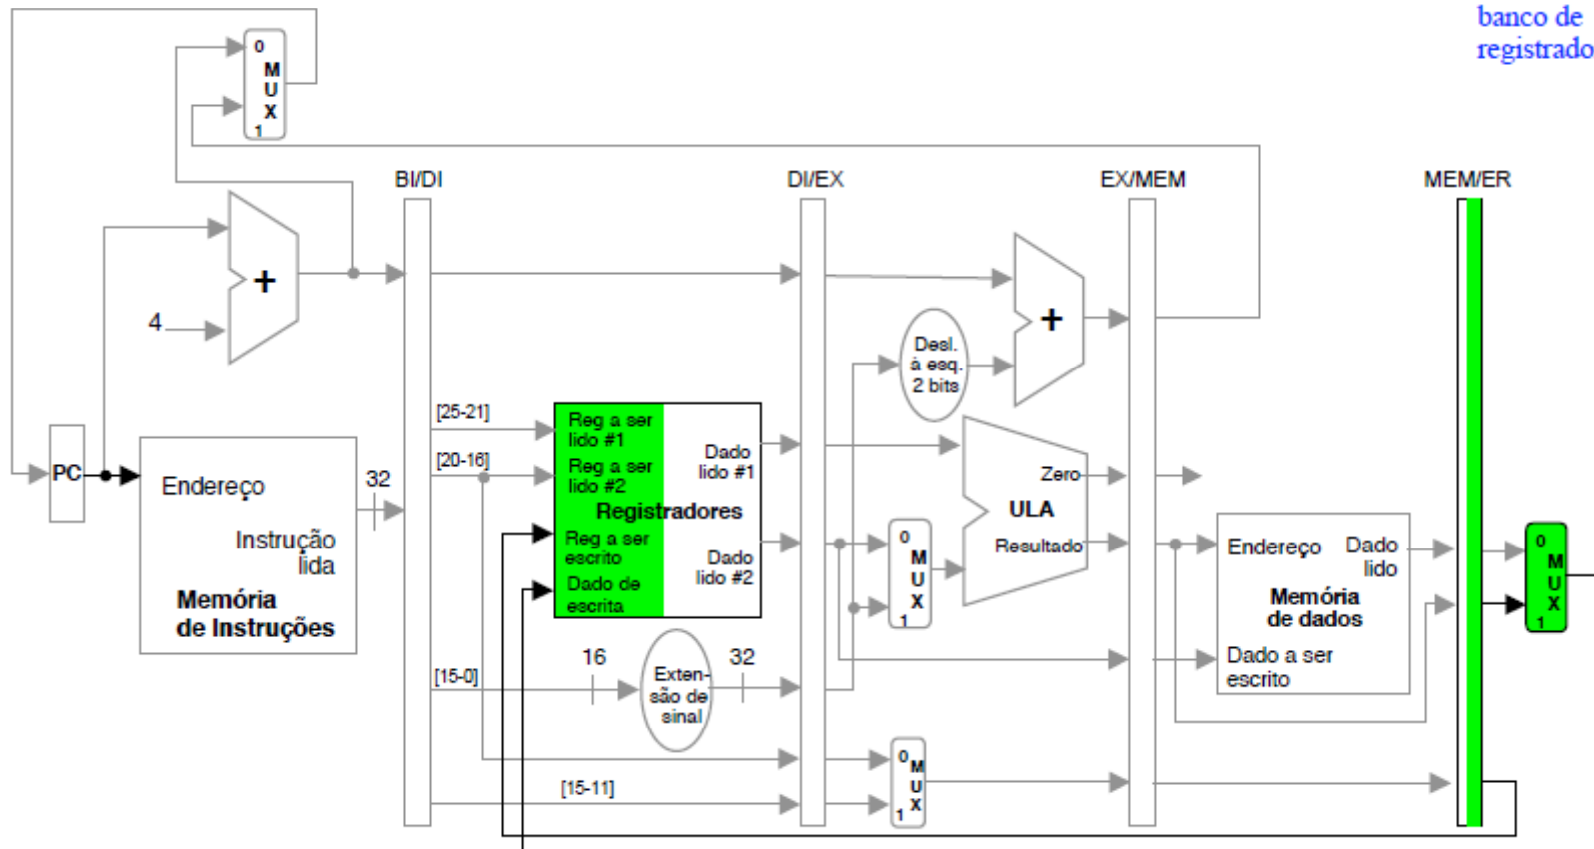 banco de
registrado
0
M
U
X
1
BI/DI
DI/EX
EX/MEM
MEM/ER
+
4
+
Desl.
à esq.
2 bits
[25-21]
[20-16]
Reg a ser
lido #1
Reg a ser
lido #2
Dado
lido #1
Registradores
Reg a ser
escrito
Dado
lido #2
Dado de
escrita
PC
Endereço
32
Instrução
lida
Memória
de Instruções
Zero
ULA
Resultado
0
M
U
X
1
Endereço
Dado
lido
Memória
de dados
Dado a ser
escrito
0
M
U
X
1
[15-0]
16
Exten-
são de
sinal
32
[15-11]
0
M
U
X
1